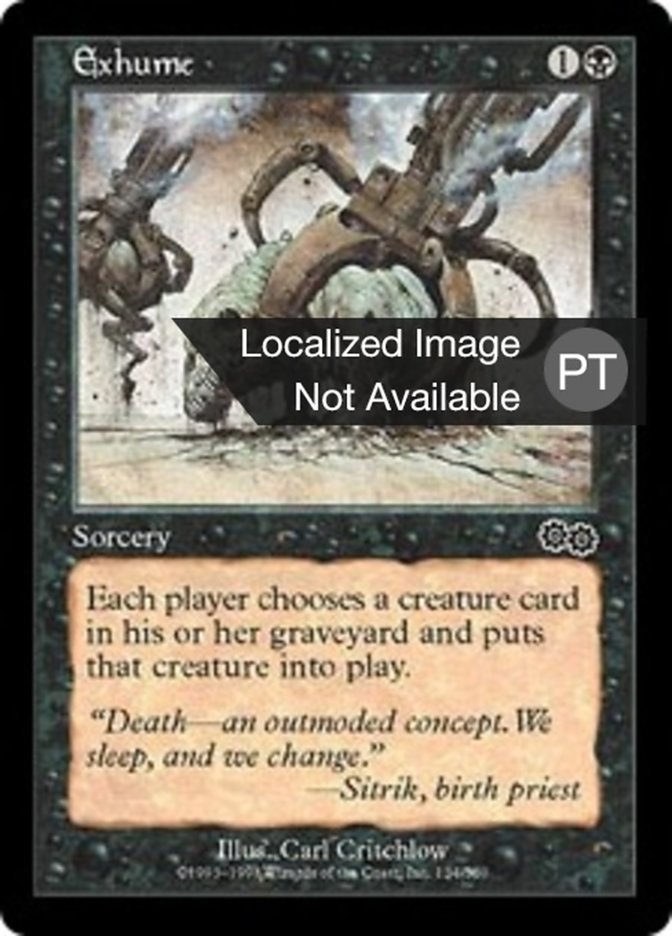 Exhume
1
Localized Image
Not Available
PT
Sorcery
Each player chooses a creature card
in his or her graveyard and puts
that creature into play.
“Death—an outmoded concept. We
sleep, and we change.”
—Sitrik, birth priest
Illus. Carl Critchlow